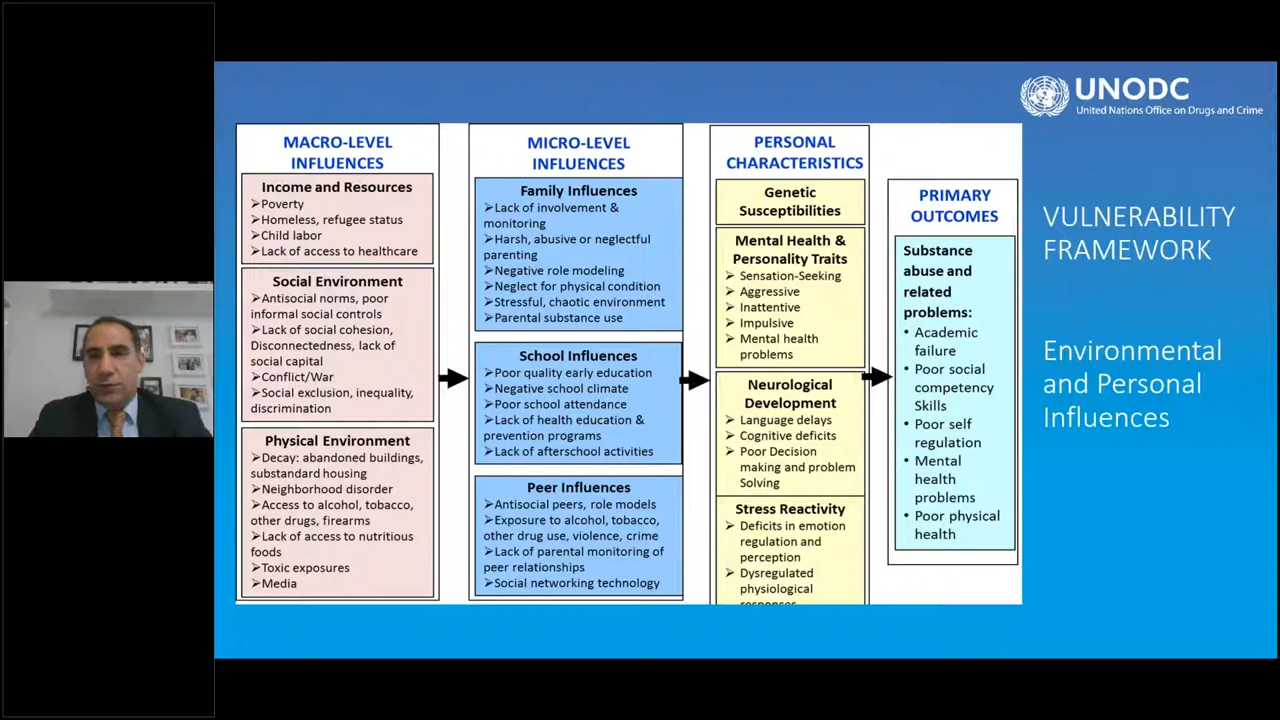 UNODC
United Nations Office on Drugs and Crime
MACRO-LEVEL
INFLUENCES
Income and Resources
➢Poverty
➢Homeless, refugee status
➢Child labor
➢Lack of access to healthcare
Social Environment
➢Antisocial norms, poor
informal social controls
➢Lack of social cohesion,
Disconnectedness, lack of
social capital
➢Conflict/War
➢Social exclusion, inequality,
discrimination
Physical Environment
➢Decay: abandoned buildings,
substandard housing
➢Neighborhood disorder
➢Access to alcohol, tobacco,
other drugs, firearms
➢Lack of access to nutritious
foods
➢Toxic exposures
➢Media
MICRO-LEVEL
INFLUENCES
Family Influences
➢Lack of involvement &
monitoring
➢Harsh, abusive or neglectful
parenting
➢Negative role modeling
➢Neglect for physical condition
➢Stressful, chaotic environment
➢Parental substance use
School Influences
➢Poor quality early education
➢Negative school climate
➢Poor school attendance
➢Lack of health education &
prevention programs
➢Lack of afterschool activities
Peer Influences
➢Antisocial peers, role models
➢Exposure to alcohol, tobacco,
other drug use, violence, crime
➢Lack of parental monitoring of
peer relationships
➢Social networking technology
PERSONAL
CHARACTERISTICS
Genetic
Susceptibilities
Mental Health &
Personality Traits
➢ Sensation-Seeking
➢ Aggressive
➢ Inattentive
➢ Impulsive
➢ Mental health
problems
Neurological
Development
➢ Language delays
➢ Cognitive deficits
➢ Poor Decision
making and problem
Solving
Stress Reactivity
➢ Deficits in emotion
regulation and
perception
➢ Dysregulated
physiological
responses
PRIMARY
OUTCOMES
Substance
abuse and
related
problems:
• Academic
failure
• Poor social
competency
Skills
• Poor self
regulation
• Mental
health
problems
• Poor physical
health
VULNERABILITY
FRAMEWORK
Environmental
and Personal
Influences